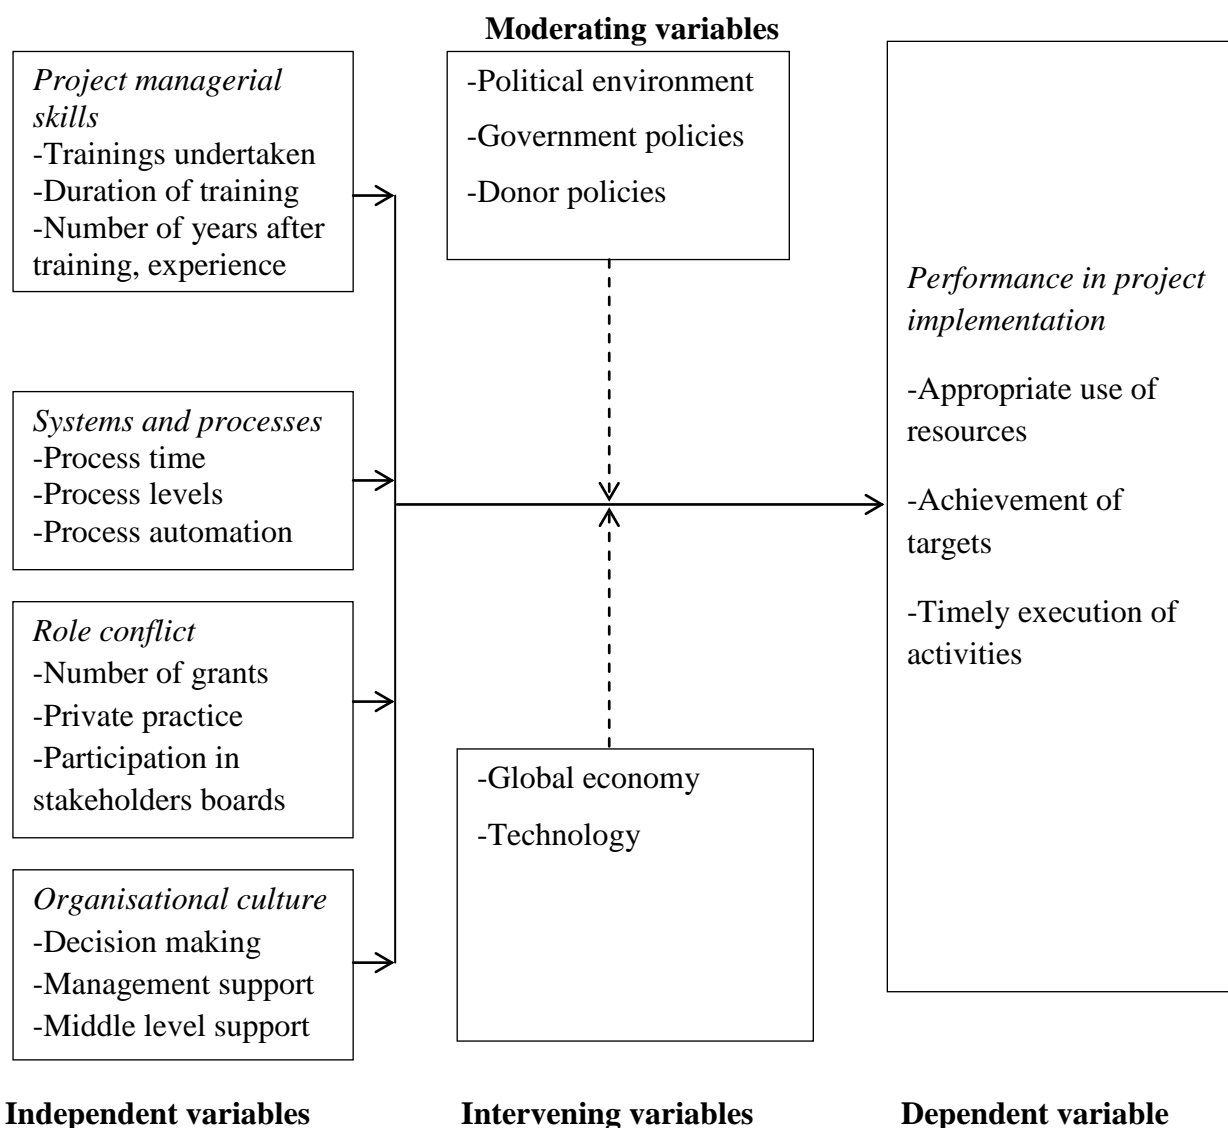 Moderating variables
Project managerial
skills
-Trainings undertaken
-Duration of training
-Number of years after
training, experience
Systems and processes
-Process time
-Process levels
-Process automation
Role conflict
-Number of grants
-Private practice
-Participation in
stakeholders boards
Organisational culture
-Decision making
-Management support
-Middle level support
-Political environment
-Government policies
-Donor policies
-Global economy
-Technology
Performance in project
implementation
-Appropriate use of
resources
-Achievement of
targets
-Timely execution of
activities
Independent variables
Intervening variables
Dependent variable